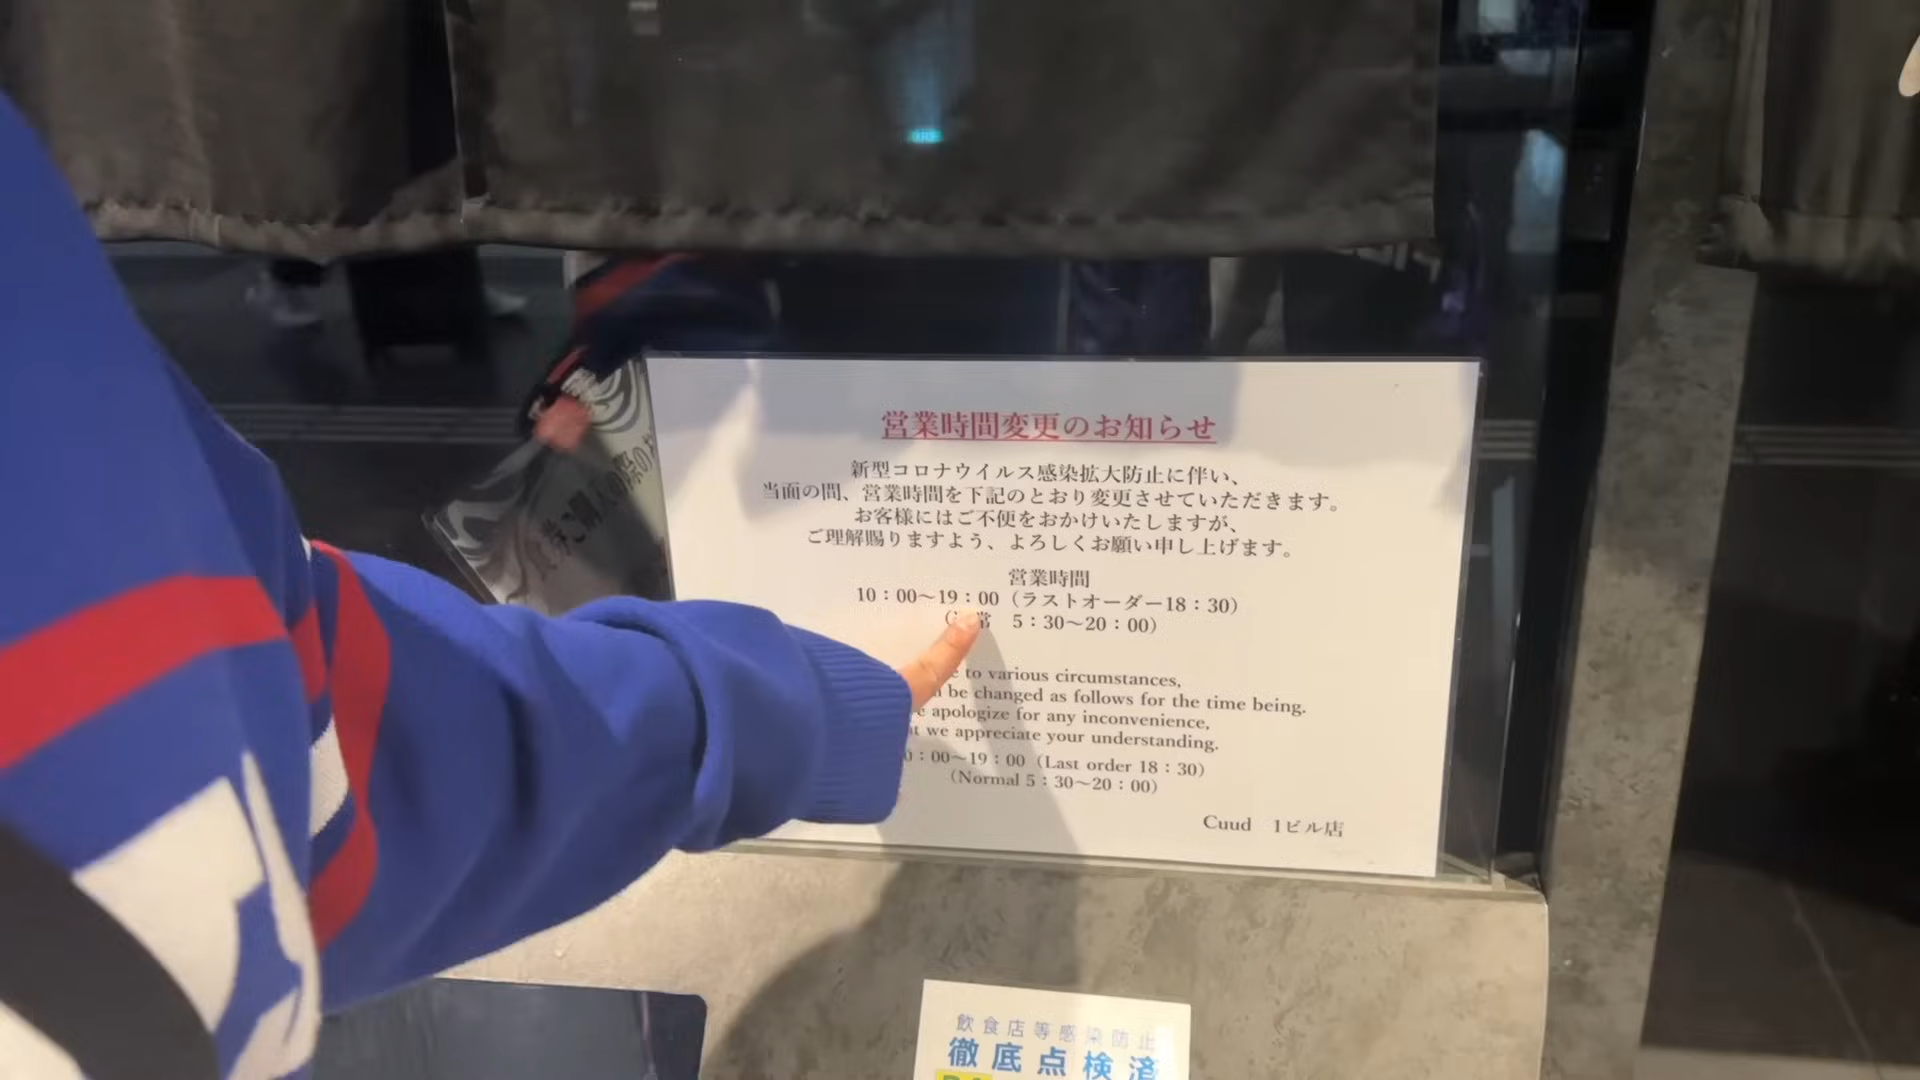 営業時間変更のお知らせ
新型コロナウイルス感染拡大防止に伴い、
当面の間、営業時間を下記のとおり変更させていただきます。
お客様にはご不便をおかけいたしますが、
ご理解賜りますよう、よろしくお願い申し上げます。
営業時間
10：00～19：00（ラストオーダー18：30）
常　5：30～20：00）
to various circumstances,
be changed as follows for the time being.
apologize for any inconvenience,
we appreciate your understanding.
0：00～19：00（Last order 18：30）
（Normal 5：30～20：00）
Cuud　1ビル店
飲食店等感染防止
徹底点検済